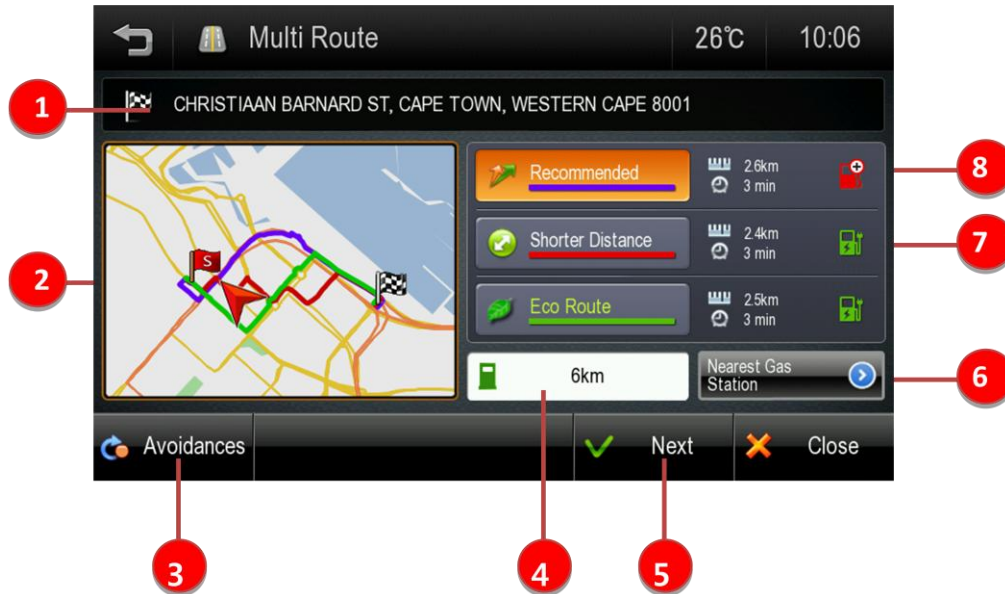 Multi Route
26℃
10:06
1
CHRISTIAAN BARNARD ST, CAPE TOWN, WESTERN CAPE 8001
2
S
Recommended
2.6km
3 min
8
Shorter Distance
2.4km
3 min
7
Eco Route
2.5km
3 min
6km
Nearest Gas
Station
6
Avoidances
Next
Close
3
4
5